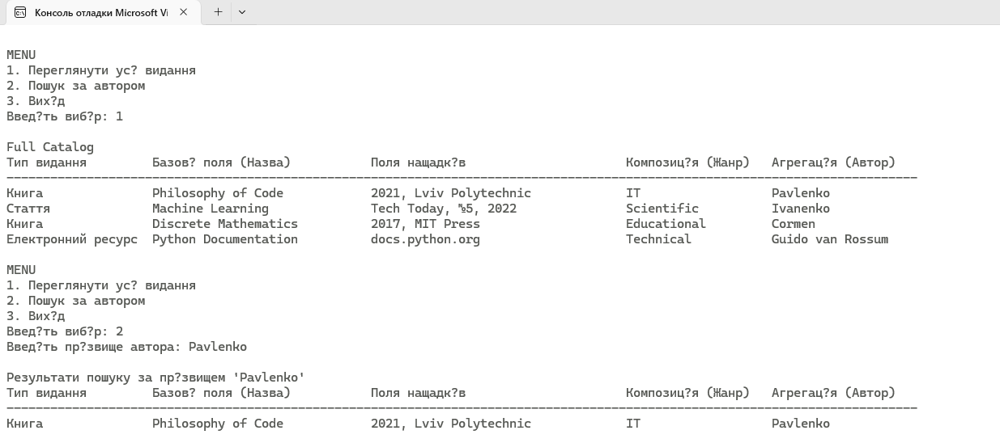 Консоль отладки Microsoft Vi
MENU
1. Переглянути ус? видання
2. Пошук за автором
3. Вих?д
Введ?ть виб?р: 1
Full Catalog
Тип видання Базов? поля (Назва) Поля нащадк?в Композиц?я (Жанр) Агрегац?я (Автор)
Книга Philosophy of Code 2021, Lviv Polytechnic IT Pavlenko
Стаття Machine Learning Tech Today, №5, 2022 Scientific Ivanenko
Книга Discrete Mathematics 2017, MIT Press Educational Cormen
Електронний ресурс Python Documentation docs.python.org Technical Guido van Rossum
MENU
1. Переглянути ус? видання
2. Пошук за автором
3. Вих?д
Введ?ть виб?р: 2
Введ?ть пр?звище автора: Pavlenko
Результати пошуку за пр?звищем 'Pavlenko'
Тип видання Базов? поля (Назва) Поля нащадк?в Композиц?я (Жанр) Агрегац?я (Автор)
Книга Philosophy of Code 2021, Lviv Polytechnic IT Pavlenko